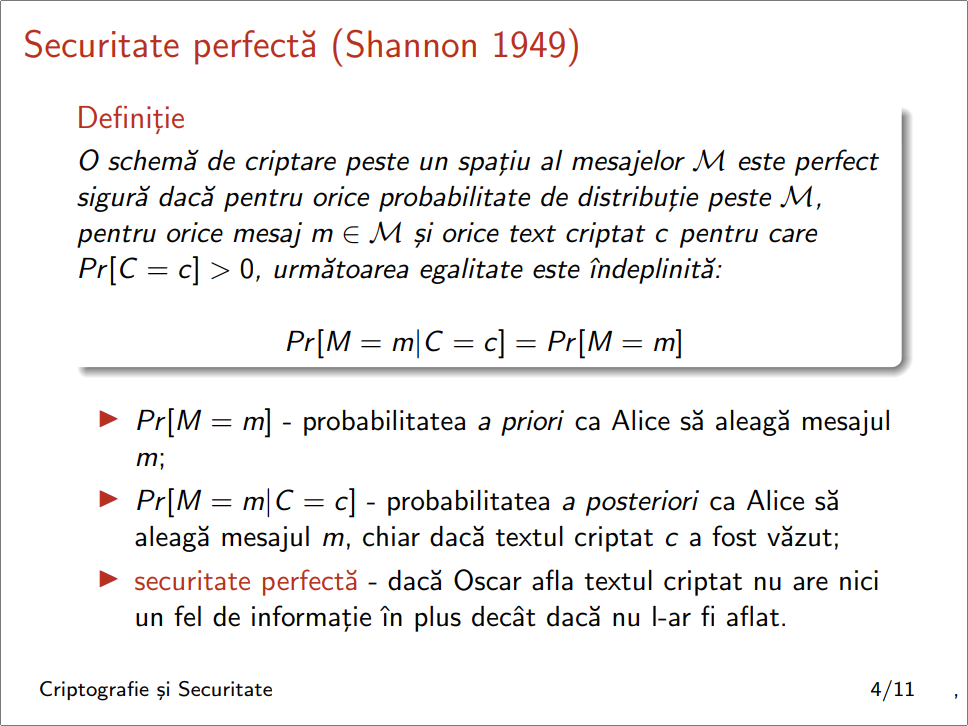 Securitate perfectă (Shannon 1949)
Definiție
O schemă de criptare peste un spațiu al mesajelor ℳ este perfect
sigură dacă pentru orice probabilitate de distribuție peste ℳ,
pentru orice mesaj m ∈ ℳ și orice text criptat c pentru care
Pr[C = c] > 0, următoarea egalitate este îndeplinită:
Pr[M = m|C = c] = Pr[M = m]
▶ Pr[M = m] - probabilitatea a priori ca Alice să aleagă mesajul
m;
▶ Pr[M = m|C = c] - probabilitatea a posteriori ca Alice să
aleagă mesajul m, chiar dacă textul criptat c a fost văzut;
▶ securitate perfectă - dacă Oscar afla textul criptat nu are nici
un fel de informație în plus decât dacă nu l-ar fi aflat.
Criptografie și Securitate 4/11 ,